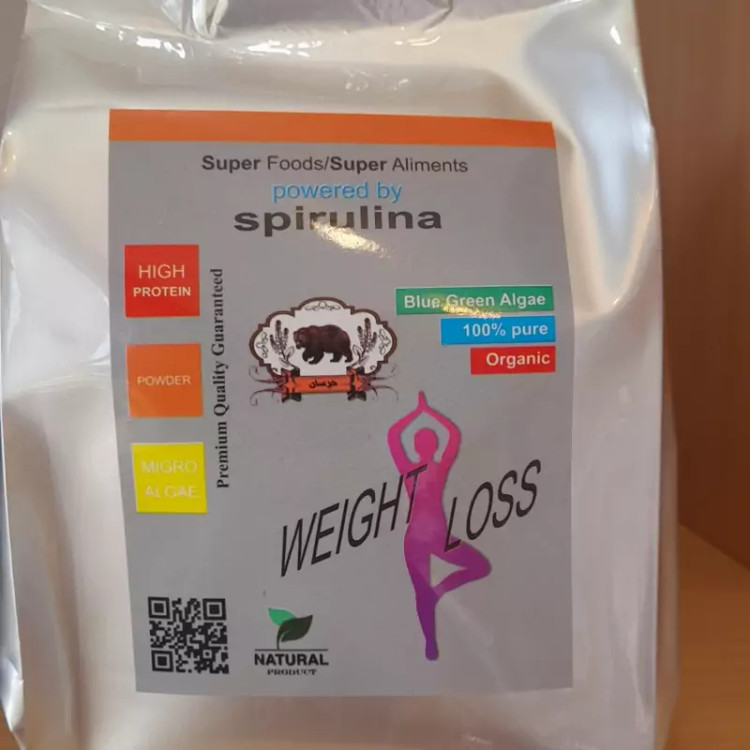 Super Foods/Super Aliments
powered by
spirulina
HIGH
PROTEIN
POWDER
MIGRO
ALGAE
Premium Quality Guaranteed
Blue Green Algae
100% pure
Organic
خرسان
WEIGHT LOSS
NATURAL
PRODUCT